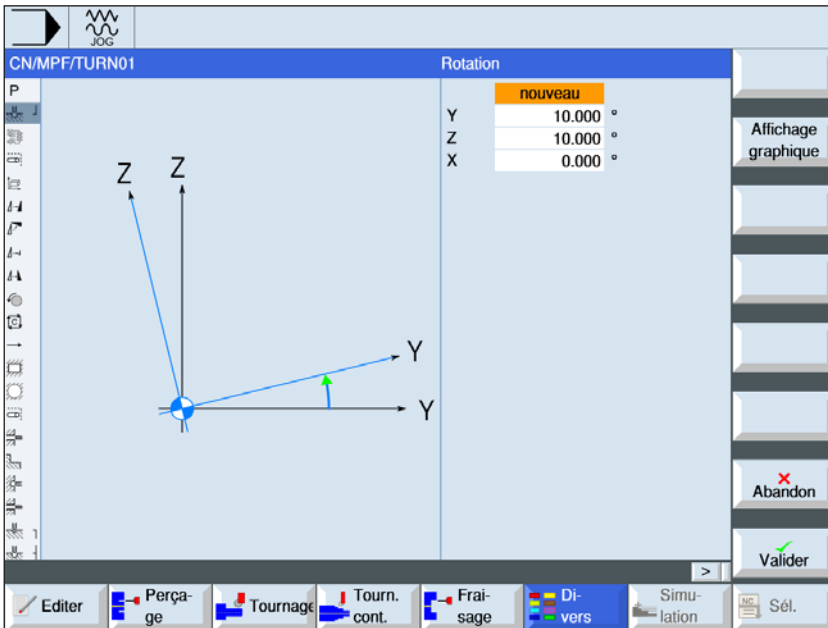 JOG
CN/MPF/TURN01
Rotation
P
nouveau
Y 10.000 °
Z 10.000 °
X 0.000 °
Z Z
Y
Y
Affichage
graphique
Abandon
Valider
>
Editer
Perça-
ge
Tournage
Tourn.
cont.
Frai-
sage
Di-
vers
Simu-
lation
NC
Sél.